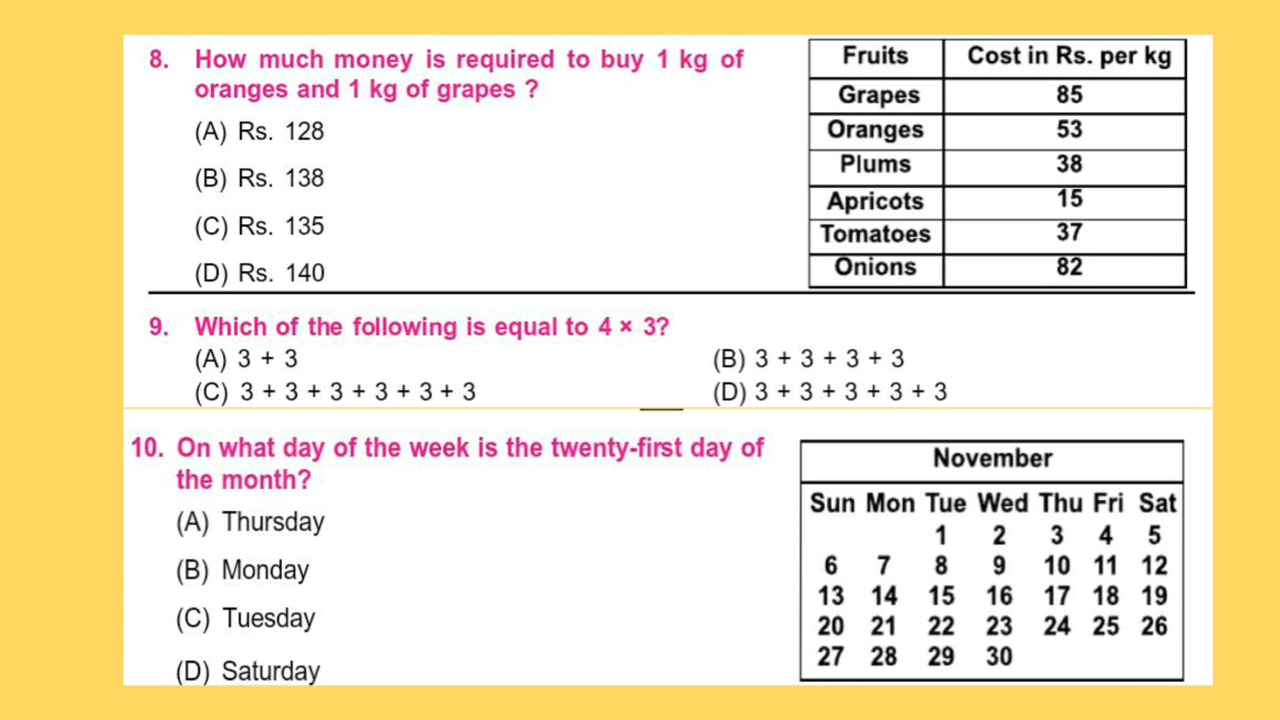 8. How much money is required to buy 1 kg of
oranges and 1 kg of grapes ?
(A) Rs. 128
(B) Rs. 138
(C) Rs. 135
(D) Rs. 140
Fruits Cost in Rs. per kg
Grapes 85
Oranges 53
Plums 38
Apricots 15
Tomatoes 37
Onions 82
9. Which of the following is equal to 4 × 3?
(A) 3 + 3 (B) 3 + 3 + 3 + 3
(C) 3 + 3 + 3 + 3 + 3 + 3 (D) 3 + 3 + 3 + 3 + 3
10. On what day of the week is the twenty-first day of
the month?
(A) Thursday
(B) Monday
(C) Tuesday
(D) Saturday
November
Sun Mon Tue Wed Thu Fri Sat
1 2 3 4 5
6 7 8 9 10 11 12
13 14 15 16 17 18 19
20 21 22 23 24 25 26
27 28 29 30